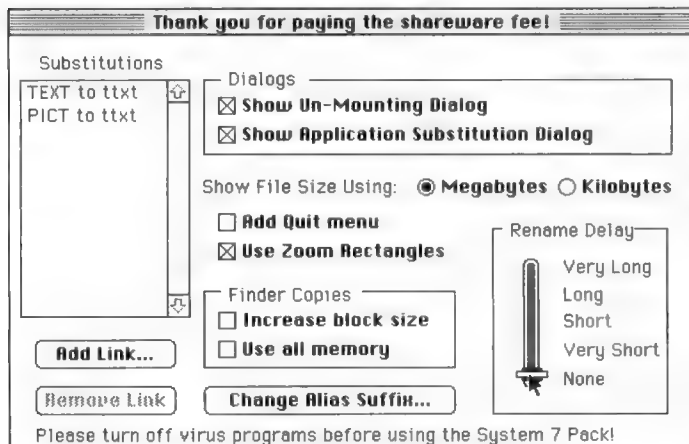 Thank you for paying the shareware fee!
Substitutions
TEXT to ttxt
PICT to ttxt
Add Link...
Remove Link
Dialogs
Show Un-Mounting Dialog
Show Application Substitution Dialog
Show File Size Using: Megabytes Kilobytes
Add Quit menu
Use Zoom Rectangles
Finder Copies
Increase block size
Use all memory
Change Alias Suffix...
Rename Delay
Very Long
Long
Short
Very Short
None
Please turn off virus programs before using the System 7 Pack!